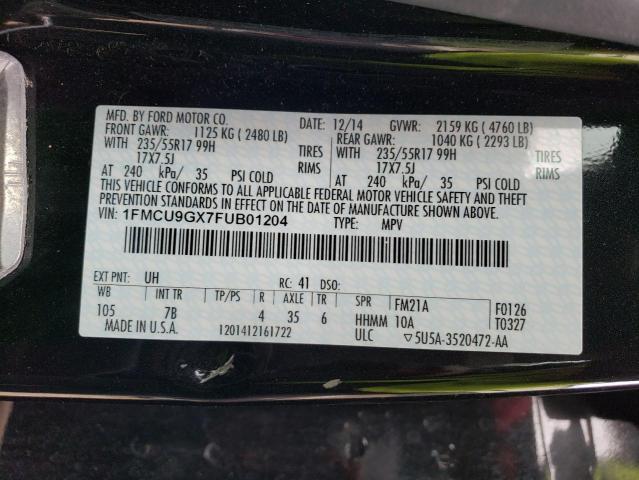 MFD. BY FORD MOTOR CO. DATE: 12/14 GVWR: 2159 KG ( 4760 LB)
FRONT GAWR: 1125 KG ( 2480 LB) REAR GAWR: 1040 KG ( 2293 LB)
WITH 235/55R17 99H TIRES WITH 235/55R17 99H TIRES
17X7.5J RIMS 17X7.5J RIMS
AT 240 kPa/ 35 PSI COLD AT 240 kPa/ 35 PSI COLD
THIS VEHICLE CONFORMS TO ALL APPLICABLE FEDERAL MOTOR VEHICLE SAFETY AND THEFT
PREVENTION STANDARDS IN EFFECT ON THE DATE OF MANUFACTURE SHOWN ABOVE.
VIN: 1FMCU9GX7FUB01204 TYPE: MPV
EXT PNT: UH RC: 41 DSO:
WB INT TR TP/PS R AXLE TR SPR FM21A F0126
105 7B 4 35 6 HHMM 10A T0327
MADE IN U.S.A. 1201412161722 ULC ▽5U5A-3520472-AA